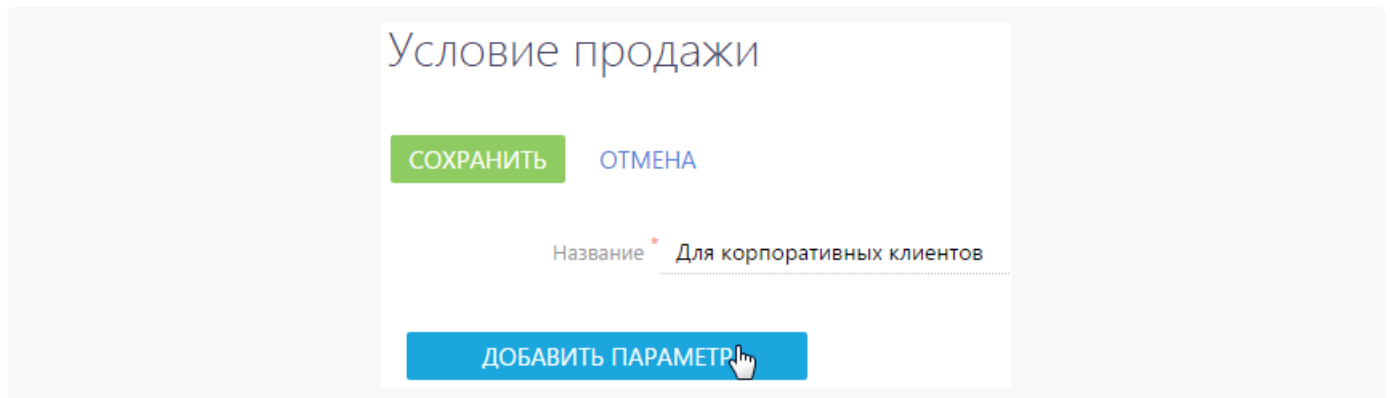 Условие продажи
СОХРАНИТЬ ОТМЕНА
Название * Для корпоративных клиентов
ДОБАВИТЬ ПАРАМЕТР